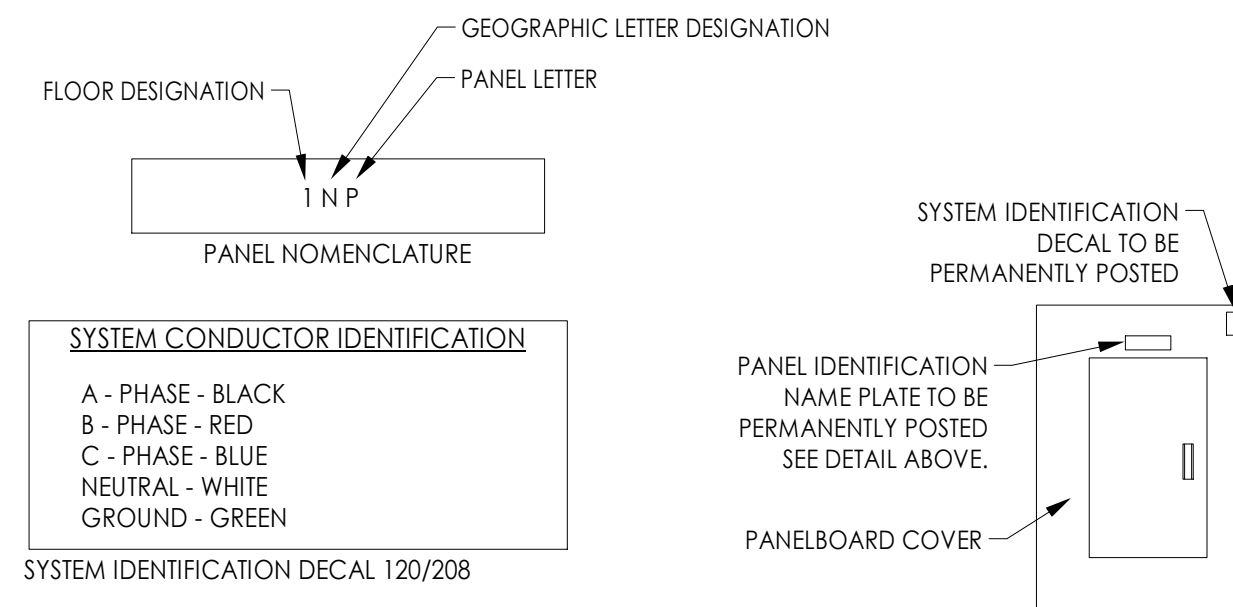 GEOGRAPHIC LETTER DESIGNATION
PANEL LETTER
FLOOR DESIGNATION
1 N P
PANEL NOMENCLATURE
SYSTEM CONDUCTOR IDENTIFICATION
A - PHASE - BLACK
B - PHASE - RED
C - PHASE - BLUE
NEUTRAL - WHITE
GROUND - GREEN
SYSTEM IDENTIFICATION DECAL 120/208
SYSTEM IDENTIFICATION
DECAL TO BE
PERMANENTLY POSTED
PANEL IDENTIFICATION
NAME PLATE TO BE
PERMANENTLY POSTED
SEE DETAIL ABOVE.
PANELBOARD COVER